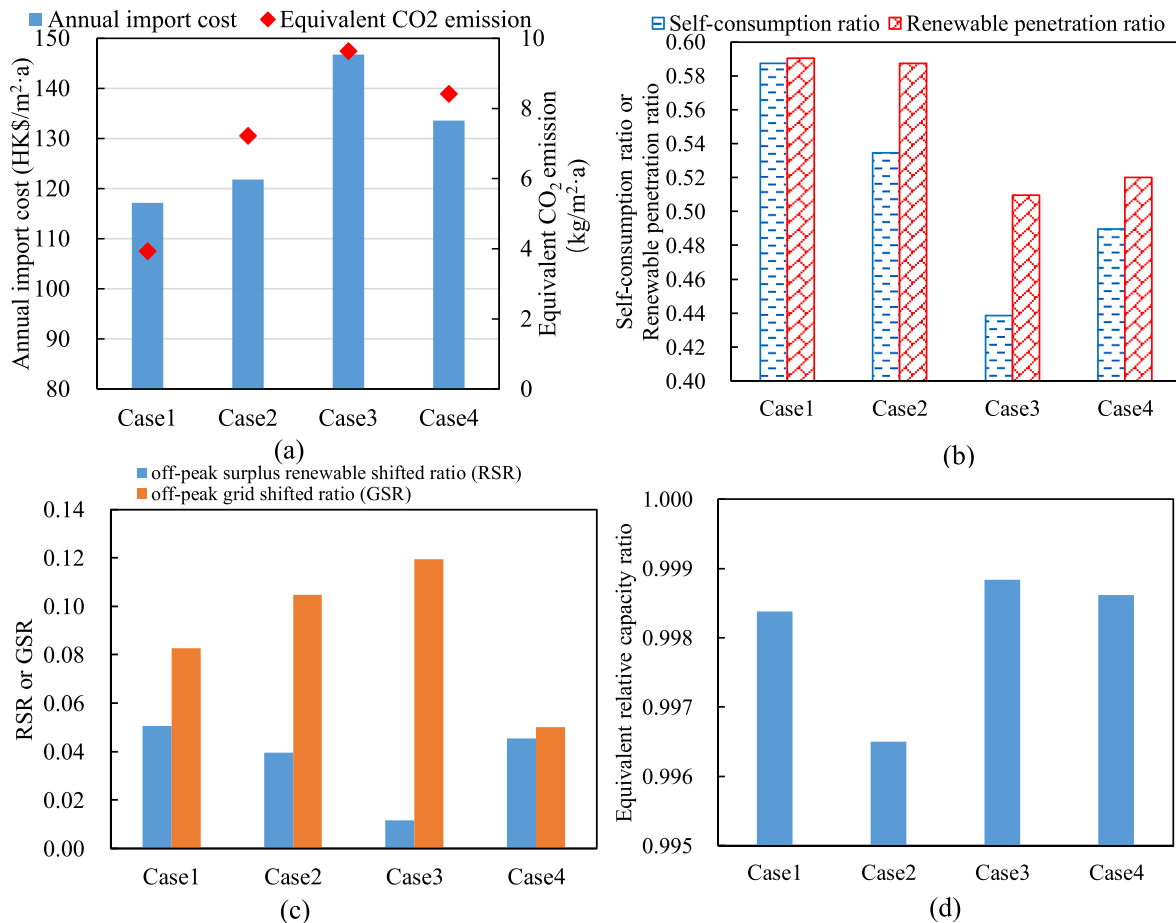 Annual import cost
Equivalent CO2 emission
150
140
130
120
110
100
90
80
Annual import cost (HK$/m²·a)
10
8
6
4
2
0
Equivalent CO₂ emission
(kg/m²·a)
Case1 Case2 Case3 Case4
(a)
Self-consumption ratio
Renewable penetration ratio
0.60
0.58
0.56
0.54
0.52
0.50
0.48
0.46
0.44
0.42
0.40
Self-consumption ratio or
Renewable penetration ratio
Case1 Case2 Case3 Case4
(b)
off-peak surplus renewable shifted ratio (RSR)
off-peak grid shifted ratio (GSR)
0.14
0.12
0.10
0.08
0.06
0.04
0.02
0.00
RSR or GSR
Case1 Case2 Case3 Case4
(c)
1.000
0.999
0.998
0.997
0.996
0.995
Equivalent relative capacity ratio
Case1 Case2 Case3 Case4
(d)